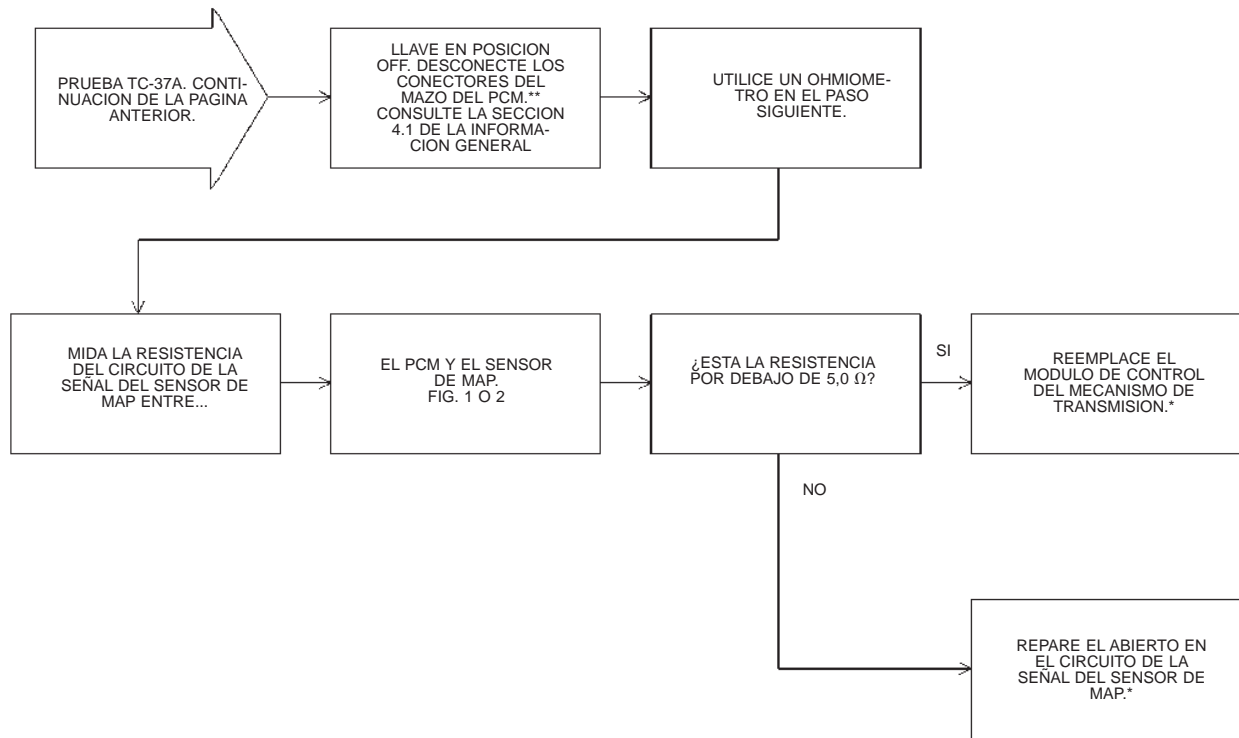 PRUEBA TC-37A. CONTI-
NUACION DE LA PAGINA
ANTERIOR.
LLAVE EN POSICION
OFF. DESCONECTE LOS
CONECTORES DEL
MAZO DEL PCM.**
CONSULTE LA SECCION
4.1 DE LA INFORMA-
CION GENERAL
UTILICE UN OHMIOME-
TRO EN EL PASO
SIGUIENTE.
MIDA LA RESISTENCIA
DEL CIRCUITO DE LA
SEÑAL DEL SENSOR DE
MAP ENTRE...
EL PCM Y EL SENSOR
DE MAP.
FIG. 1 O 2
¿ESTA LA RESISTENCIA
POR DEBAJO DE 5,0 Ω?
SI
REEMPLACE EL
MODULO DE CONTROL
DEL MECANISMO DE
TRANSMISION.*
NO
REPARE EL ABIERTO EN
EL CIRCUITO DE LA
SEÑAL DEL SENSOR DE
MAP.*